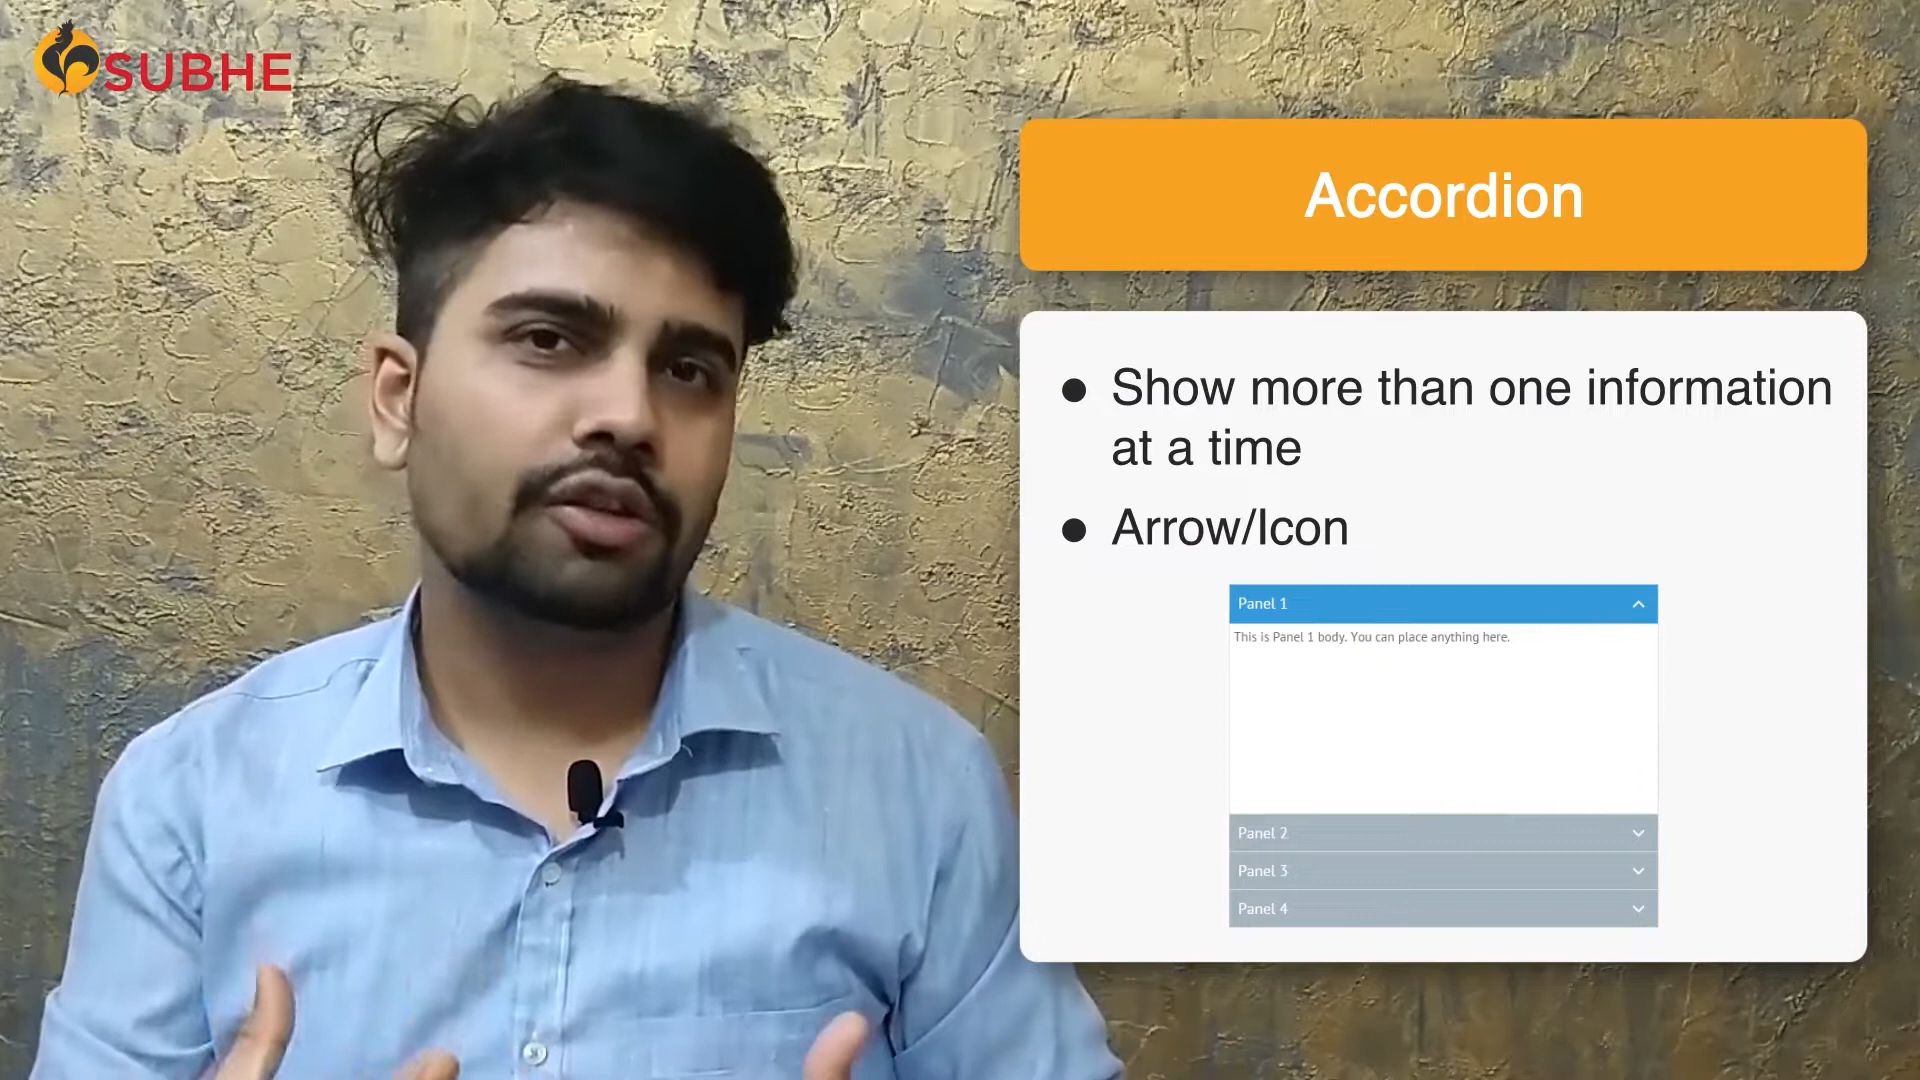 SUBHE
Accordion
● Show more than one information
at a time
● Arrow/Icon
Panel 1
This is Panel 1 body. You can place anything here.
Panel 2
Panel 3
Panel 4